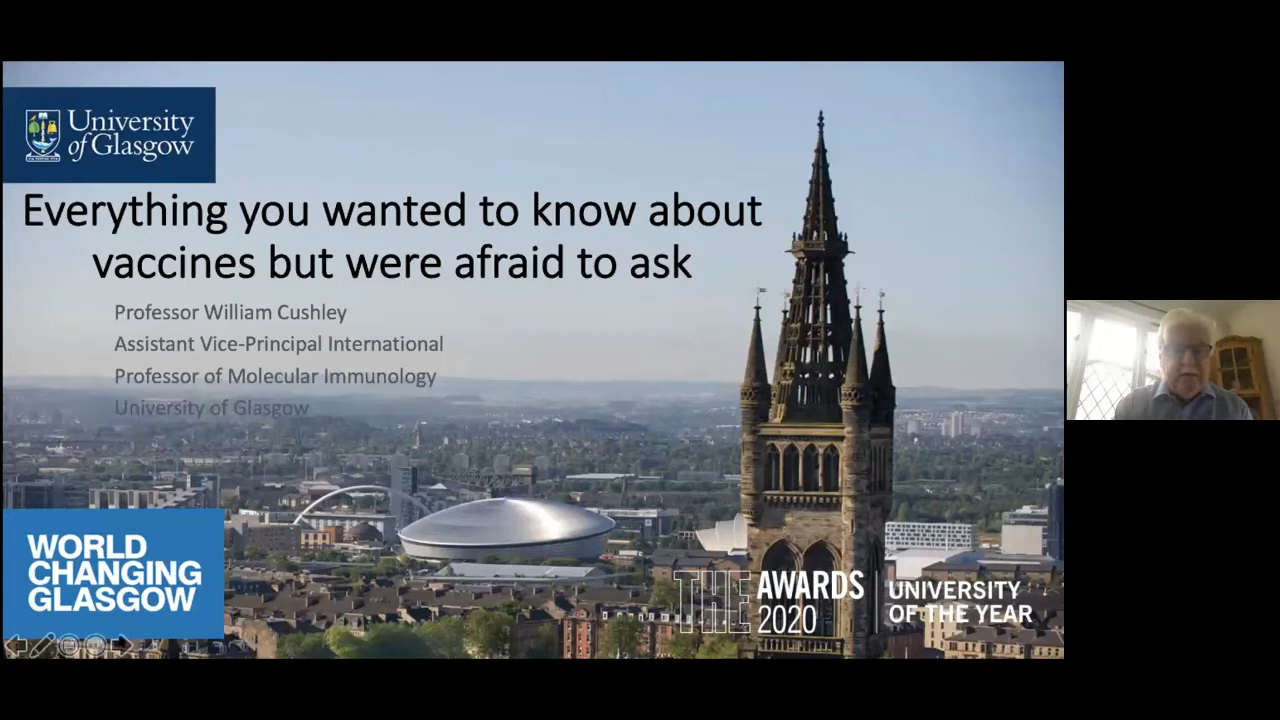 University
of Glasgow
Everything you wanted to know about
vaccines but were afraid to ask
Professor William Cushley
Assistant Vice-Principal International
Professor of Molecular Immunology
University of Glasgow
WORLD
CHANGING
GLASGOW
THE AWARDS
2020
UNIVERSITY
OF THE YEAR